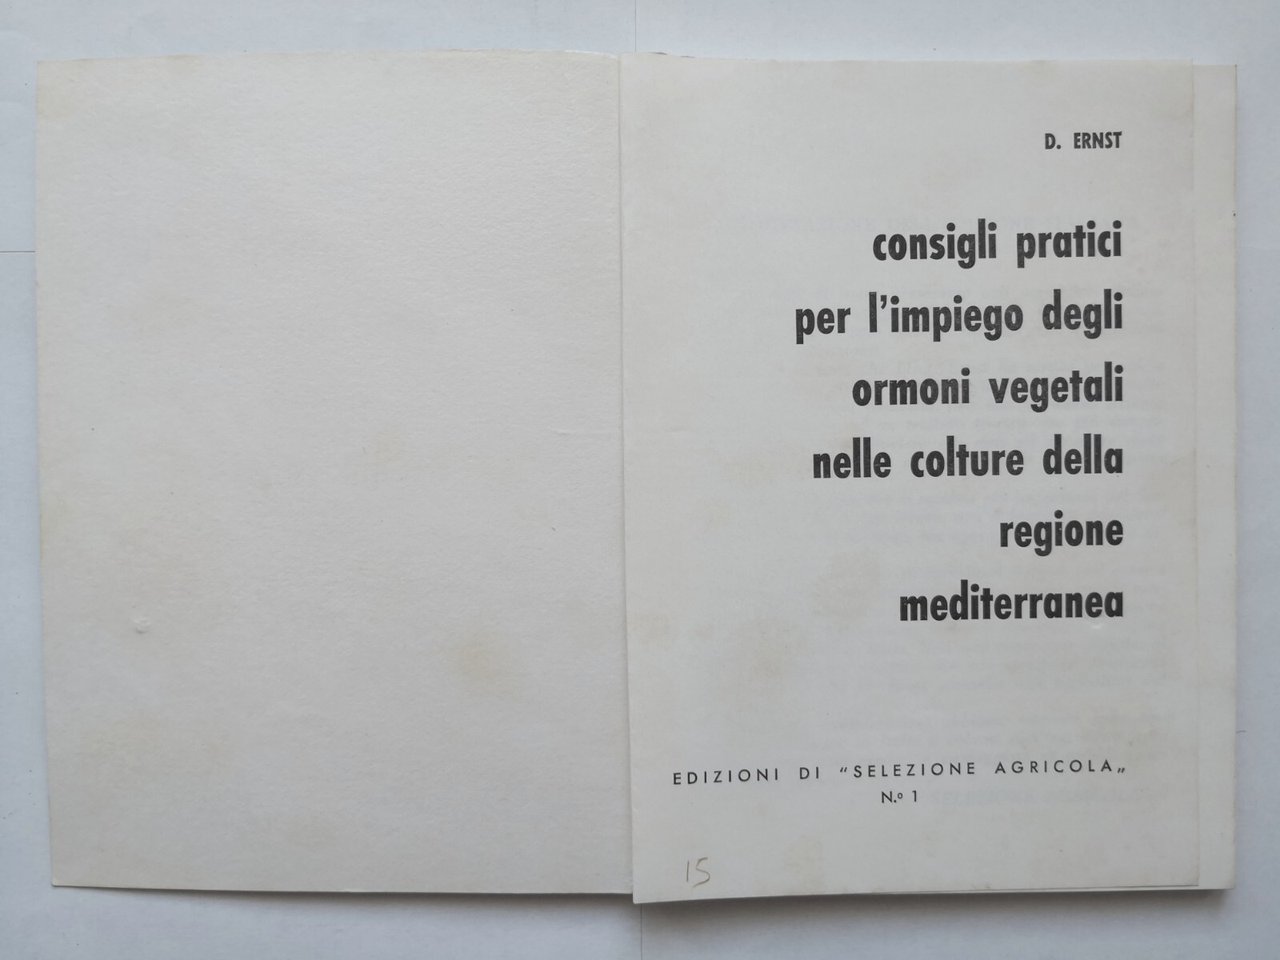 D. ERNST
consigli pratici
per l'impiego degli
ormoni vegetali
nelle colture della
regione
mediterranea
EDIZIONI DI "SELEZIONE AGRICOLA„
N.º 1
15